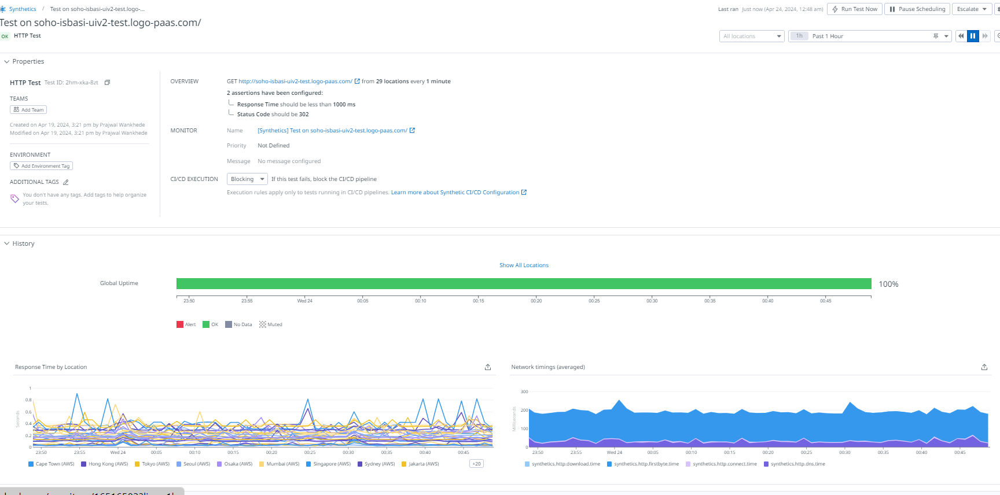 Synthetics / Test on soho-isbasi-uiv2-test.logo-...
Last ran Just now (Apr 24, 2024, 12:48 am) Run Test Now Pause Scheduling Escalate
Test on soho-isbasi-uiv2-test.logo-paas.com/
OK HTTP Test
All locations 1h Past 1 Hour
Properties
HTTP Test Test ID: 2hm-xka-8zt
TEAMS
Add Team
Created on Apr 19, 2024, 3:21 pm by Prajwal Wankhede
Modified on Apr 19, 2024, 3:21 pm by Prajwal Wankhede
ENVIRONMENT
Add Environment Tag
ADDITIONAL TAGS
You don't have any tags. Add tags to help organize
your tests.
OVERVIEW GET http://soho-isbasi-uiv2-test.logo-paas.com/ from 29 locations every 1 minute
2 assertions have been configured:
Response Time should be less than 1000 ms
Status Code should be 302
MONITOR Name [Synthetics] Test on soho-isbasi-uiv2-test.logo-paas.com/
Priority Not Defined
Message No message configured
CI/CD EXECUTION Blocking If this test fails, block the CI/CD pipeline
Execution rules apply only to tests running in CI/CD pipelines. Learn more about Synthetic CI/CD Configuration
History
Show All Locations
Global Uptime 100%
23:50 23:55 Wed 24 00:05 00:10 00:15 00:20 00:25 00:30 00:35 00:40 00:45
Alert OK No Data Muted
Response Time by Location
Seconds
1
0.8
0.6
0.4
0.2
0
23:50 23:55 Wed 24 00:05 00:10 00:15 00:20 00:25 00:30 00:35 00:40 00:45
Cape Town (AWS) Hong Kong (AWS) Tokyo (AWS) Seoul (AWS) Osaka (AWS) Mumbai (AWS) Singapore (AWS) Sydney (AWS) Jakarta (AWS) +20
Network timings (averaged)
Milliseconds
300
200
100
0
23:50 23:55 Wed 24 00:05 00:10 00:15 00:20 00:25 00:30 00:35 00:40 00:45
synthetics.http.download.time synthetics.http.firstbyte.time synthetics.http.connect.time synthetics.http.dns.time